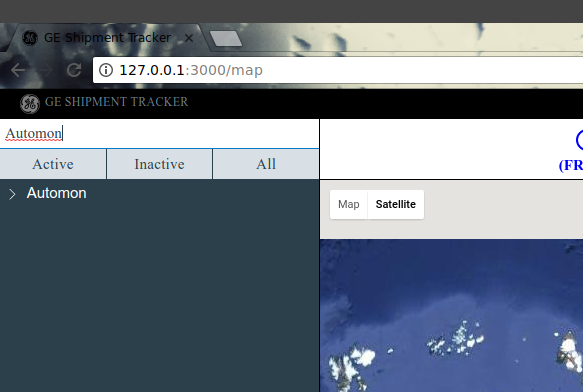 GE Shipment Tracker
127.0.0.1:3000/map
GE SHIPMENT TRACKER
Automon
Active Inactive All
Automon
(FR
Map Satellite